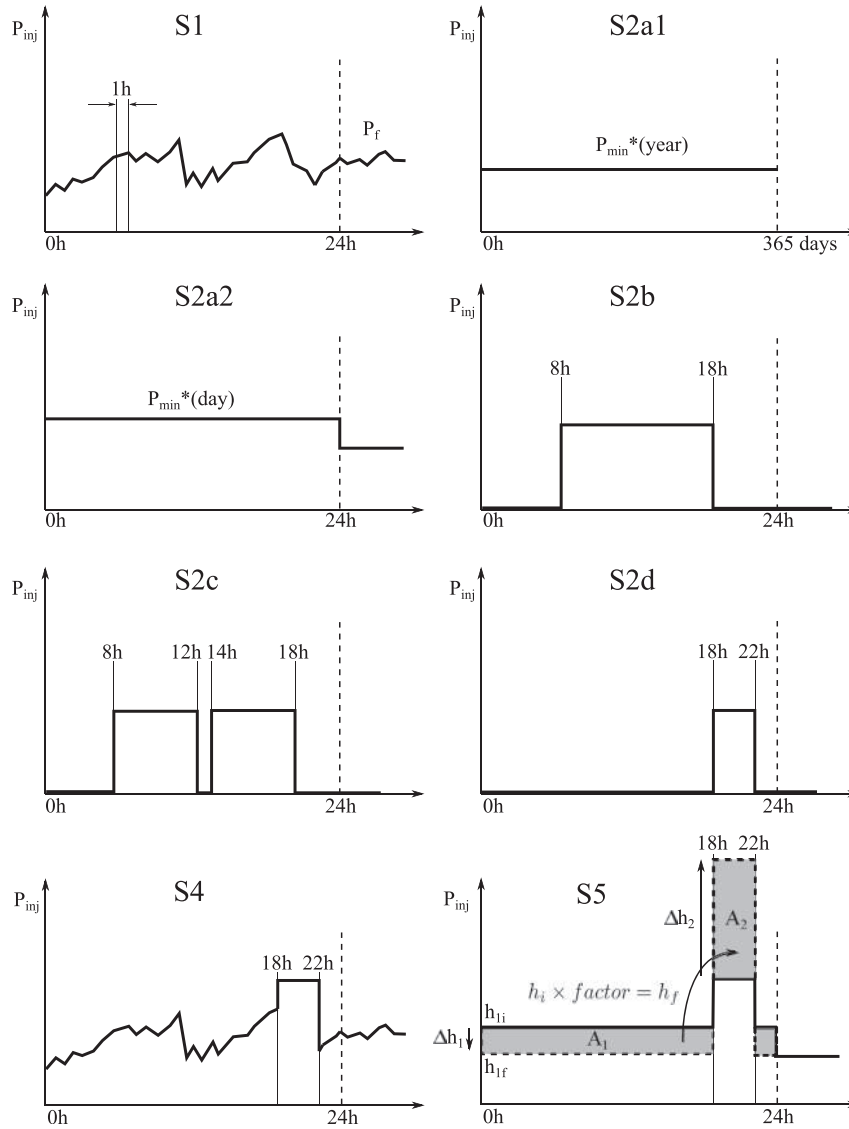 S1
P_inj
1h
P_f
0h
24h
S2a1
P_inj
P_min*(year)
0h
365 days
S2a2
P_inj
P_min*(day)
0h
24h
S2b
P_inj
8h
18h
0h
24h
S2c
P_inj
8h
12h
14h
18h
0h
24h
S2d
P_inj
18h
22h
0h
24h
S4
P_inj
18h
22h
0h
24h
S5
P_inj
18h
22h
Δh_2
A_2
h_i × factor = h_f
h_1i
Δh_1
A_1
h_1f
0h
24h